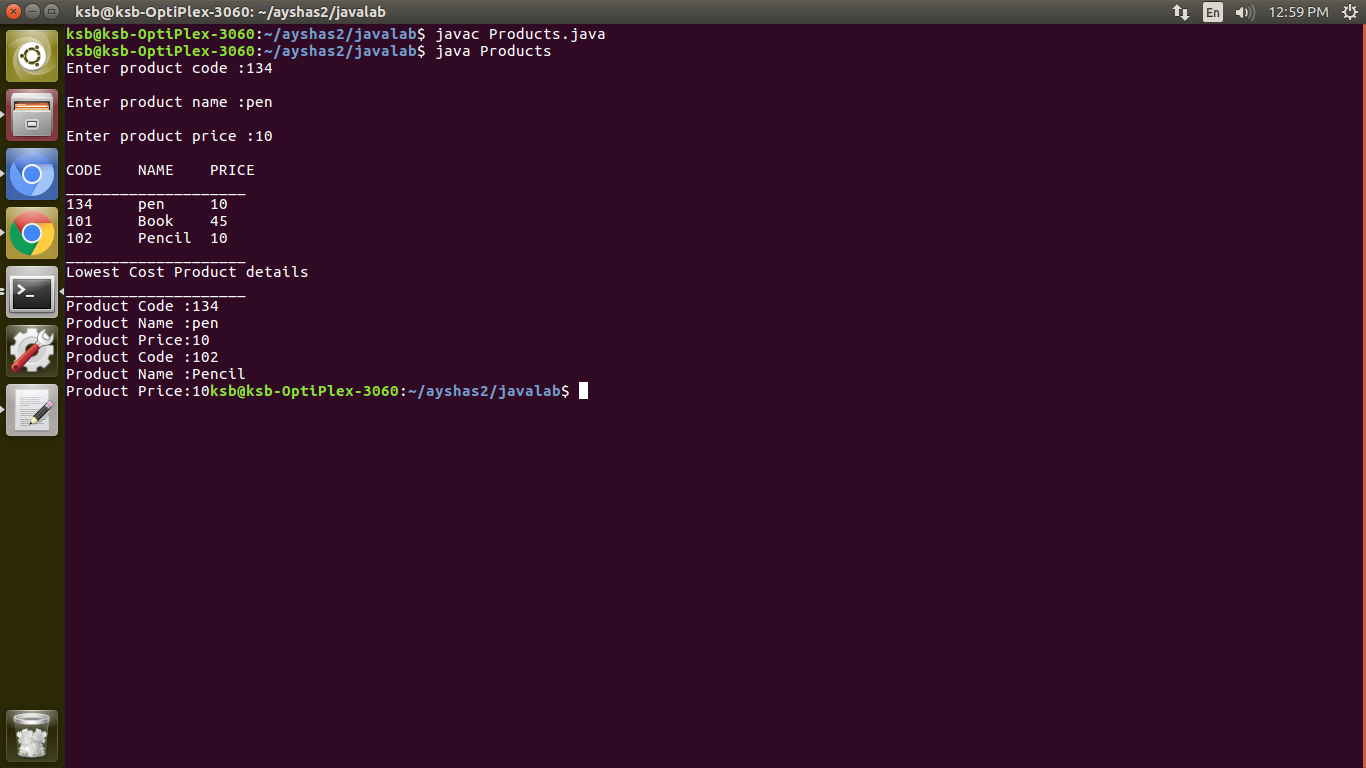 ksb@ksb-OptiPlex-3060: ~/ayshas2/javalab
En 12:59 PM
ksb@ksb-OptiPlex-3060:~/ayshas2/javalab$ javac Products.java
ksb@ksb-OptiPlex-3060:~/ayshas2/javalab$ java Products
Enter product code :134
Enter product name :pen
Enter product price :10
CODE    NAME    PRICE
____________________
134     pen     10
101     Book    45
102     Pencil  10
____________________
Lowest Cost Product details
____________________
Product Code :134
Product Name :pen
Product Price:10
Product Code :102
Product Name :Pencil
Product Price:10ksb@ksb-OptiPlex-3060:~/ayshas2/javalab$